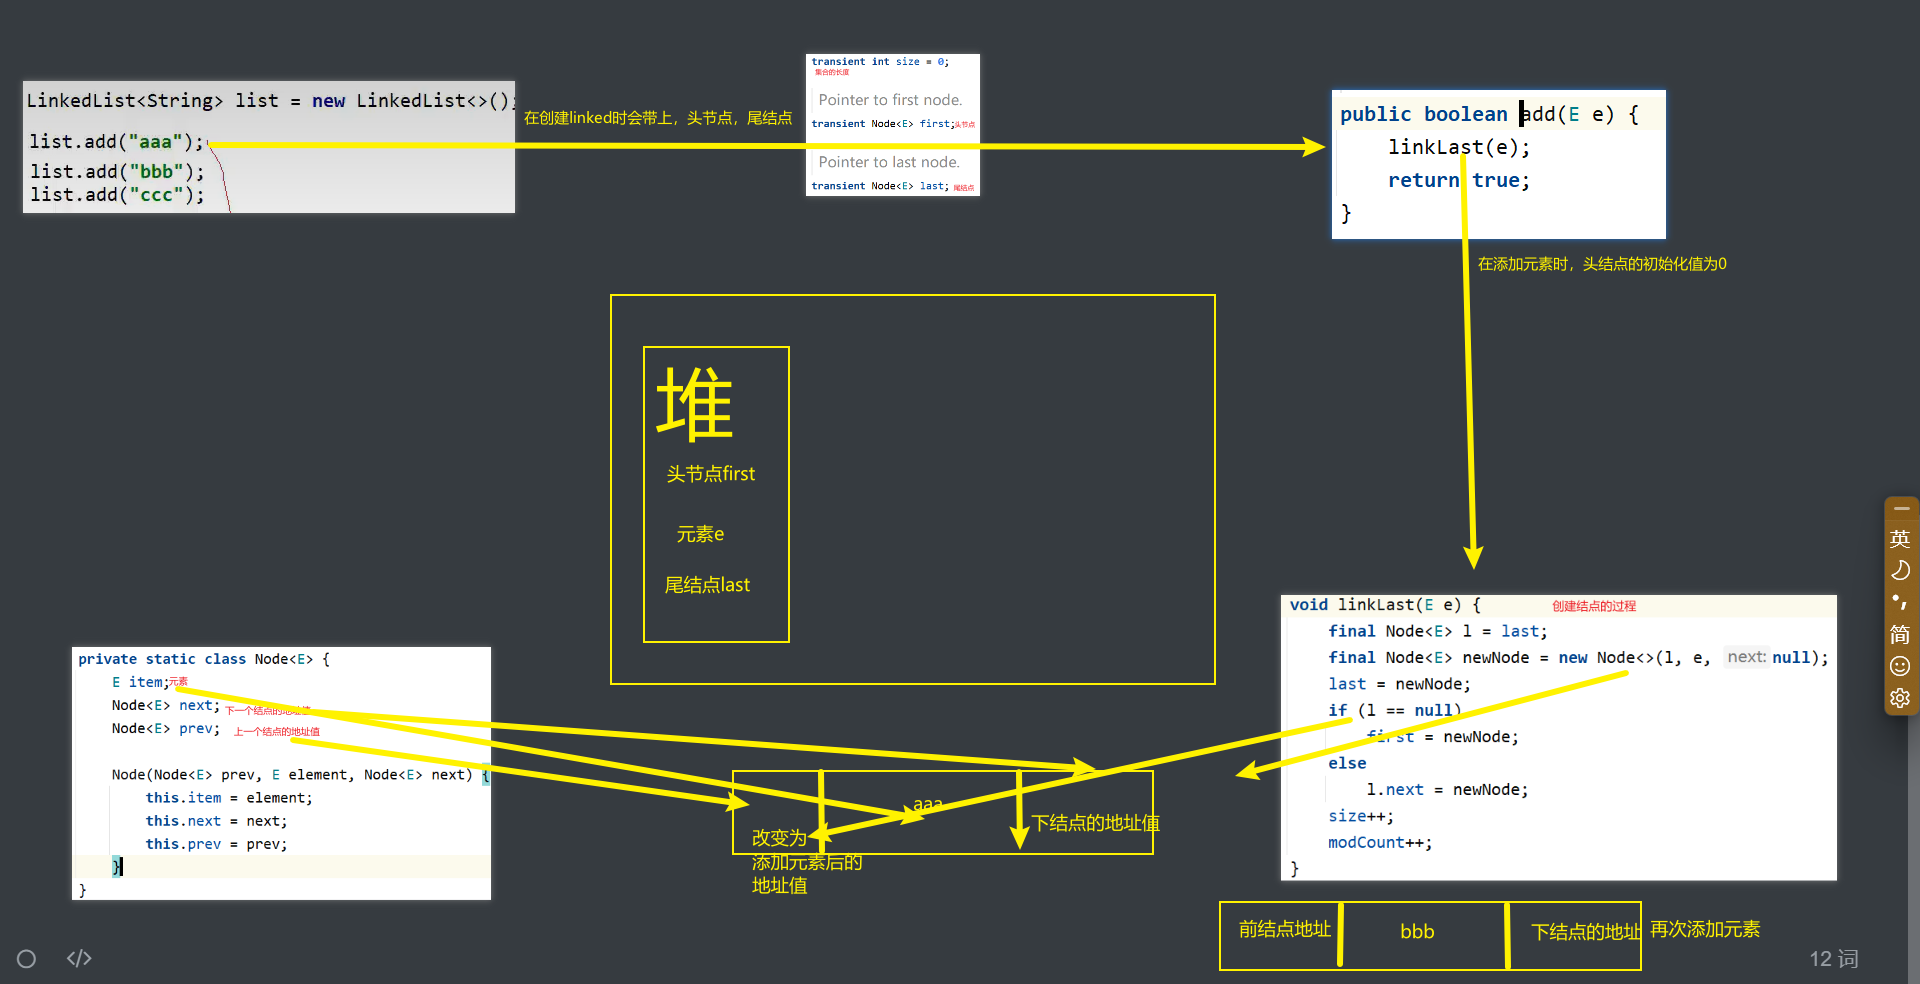 LinkedList<String> list = new LinkedList<>();
list.add("aaa");
list.add("bbb");
list.add("ccc");
在创建linked时会带上，头节点，尾结点
transient int size = 0;
集合的长度
Pointer to first node.
transient Node<E> first;头节点
Pointer to last node.
transient Node<E> last; 尾结点
public boolean add(E e) {
linkLast(e);
return true;
}
在添加元素时，头结点的初始化值为0
堆
头节点first
元素e
尾结点last
private static class Node<E> {
E item;元素
Node<E> next; 下一个结点的地址值
Node<E> prev; 上一个结点的地址值
Node(Node<E> prev, E element, Node<E> next) {
this.item = element;
this.next = next;
this.prev = prev;
}
}
aaa
改变为
添加元素后的
地址值
下结点的地址值
void linkLast(E e) { 创建结点的过程
final Node<E> l = last;
final Node<E> newNode = new Node<>(l, e, next: null);
last = newNode;
if (l == null)
first = newNode;
else
l.next = newNode;
size++;
modCount++;
}
前结点地址 bbb 下结点的地址 再次添加元素
英
简
</>
12 词